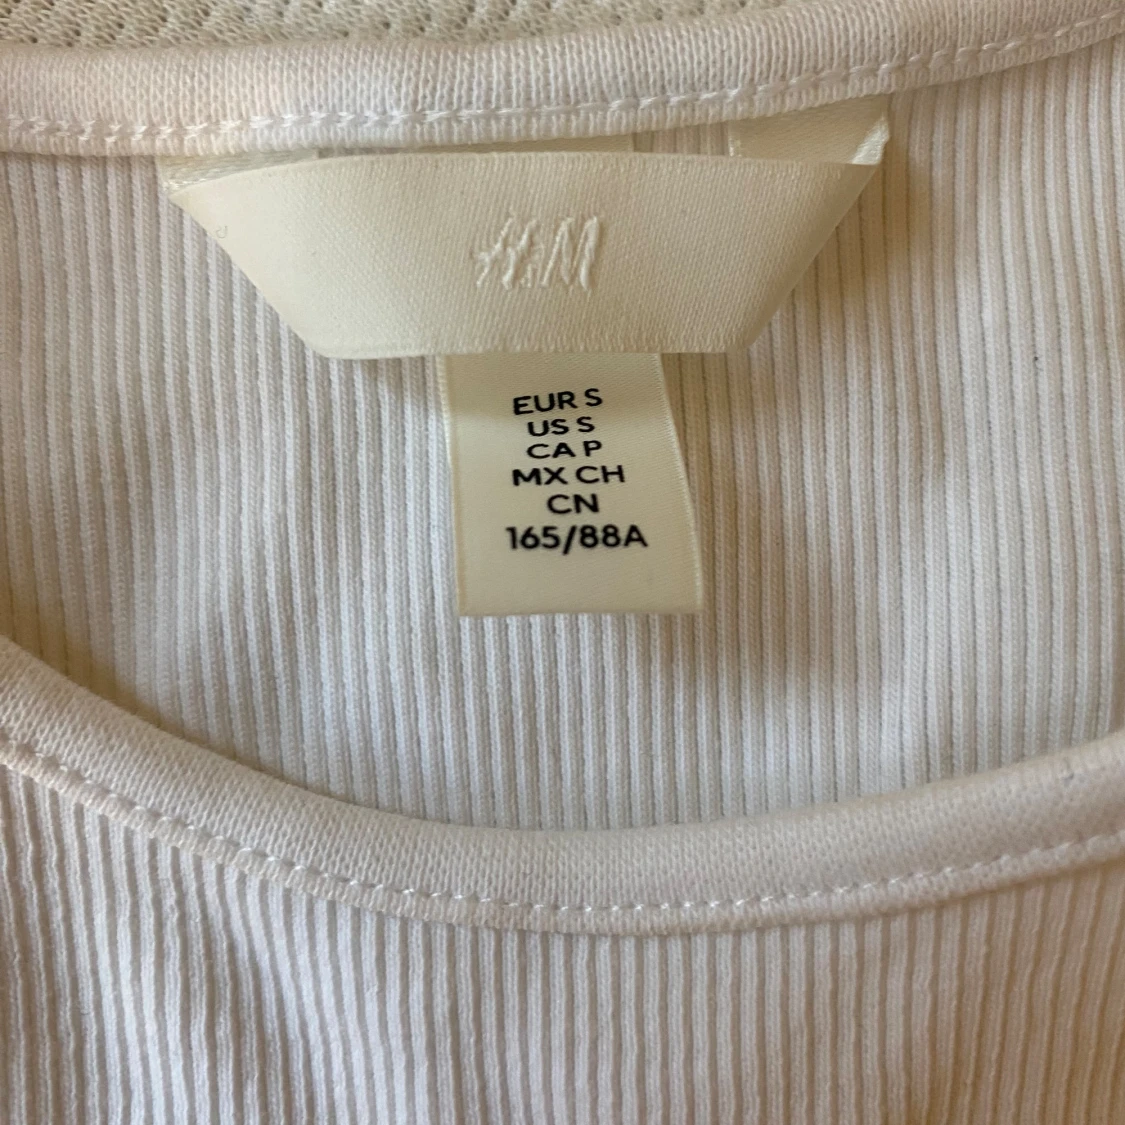 H&M
EUR S
US S
CA P
MX CH
CN
165/88A